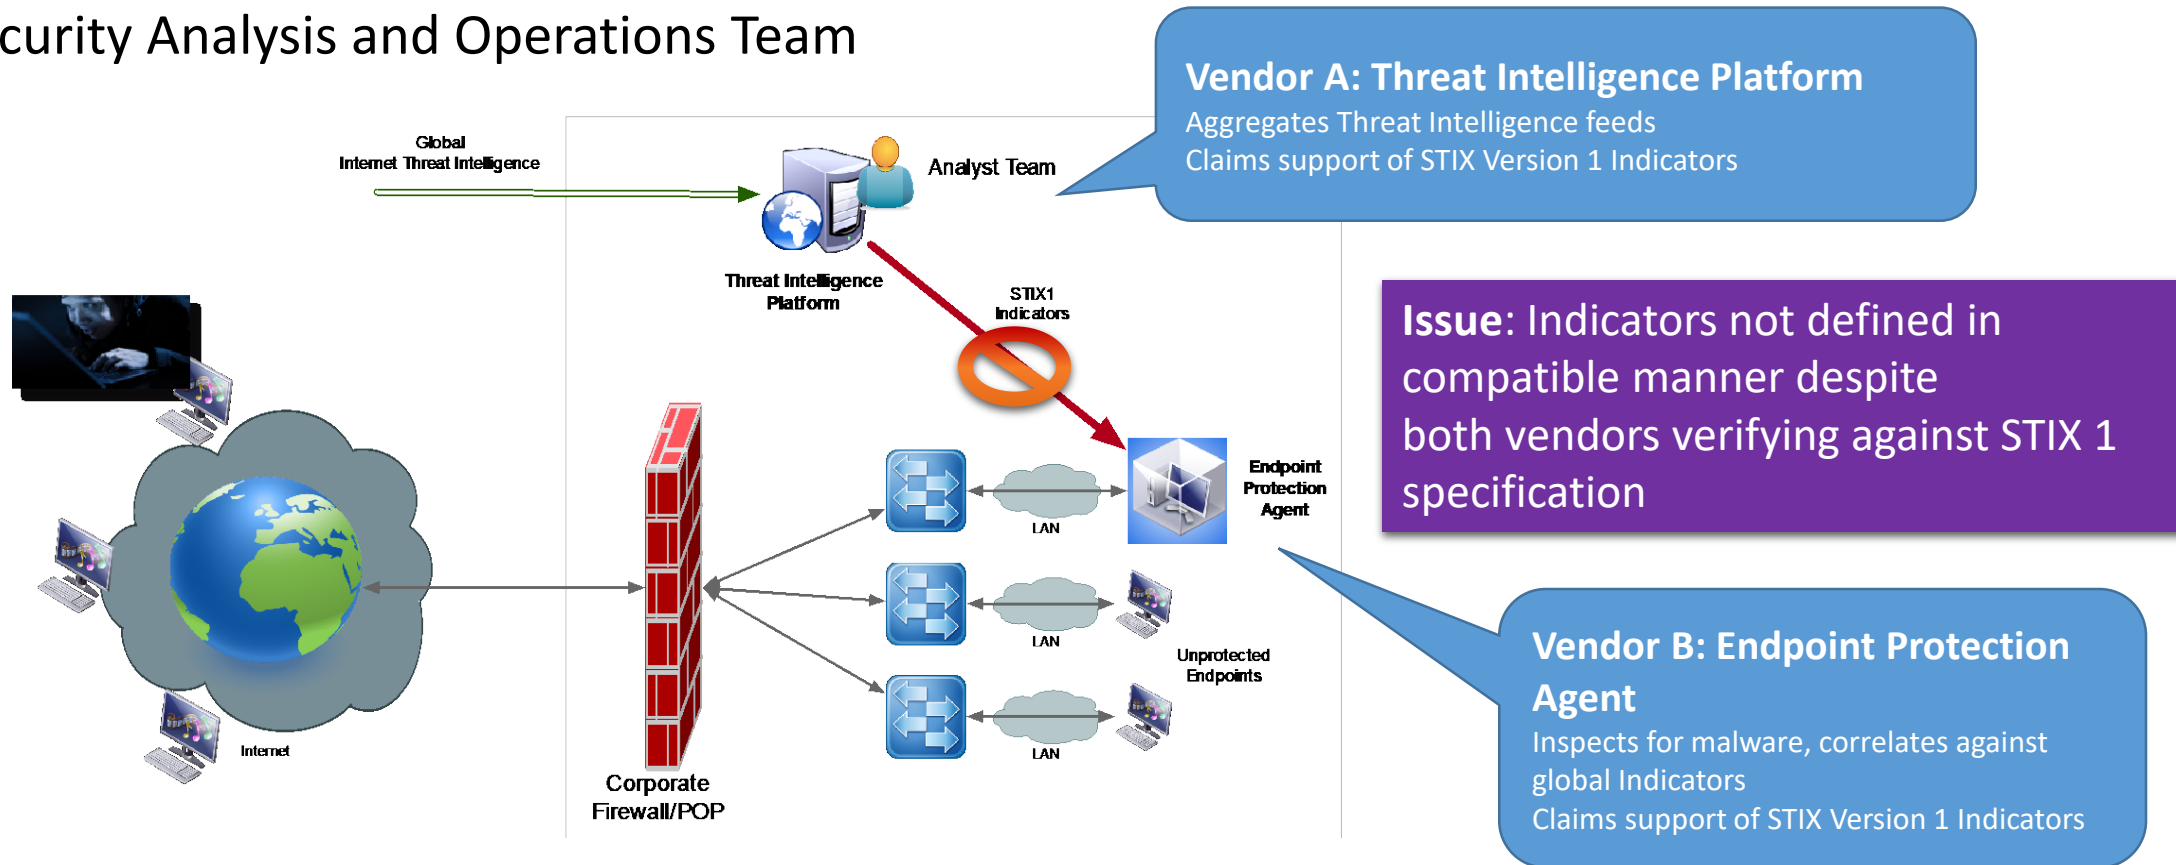 curity Analysis and Operations Team
Vendor A: Threat Intelligence Platform
Aggregates Threat Intelligence feeds
Claims support of STIX Version 1 Indicators
Global
Internet Threat Intelligence
Analyst Team
Threat Intelligence
Platform
STIX1
Indicators
Issue: Indicators not defined in
compatible manner despite
both vendors verifying against STIX 1
specification
Endpoint
Protection
Agent
LAN
LAN
Unprotected
Endpoints
LAN
Internet
Corporate
Firewall/POP
Vendor B: Endpoint Protection
Agent
Inspects for malware, correlates against
global Indicators
Claims support of STIX Version 1 Indicators